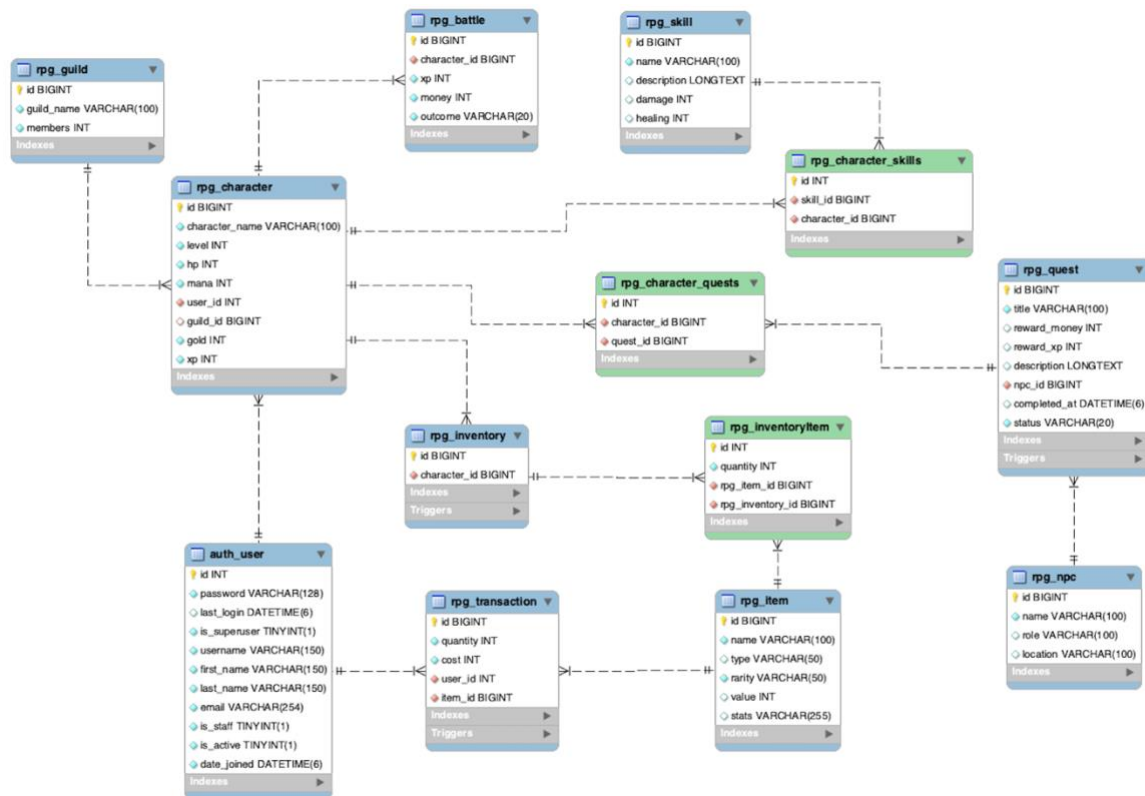 rpg_battle
id BIGINT
character_id BIGINT
xp INT
money INT
outcome VARCHAR(20)
Indexes
rpg_skill
id BIGINT
name VARCHAR(100)
description LONGTEXT
damage INT
healing INT
Indexes
rpg_guild
id BIGINT
guild_name VARCHAR(100)
members INT
Indexes
rpg_character_skills
id INT
skill_id BIGINT
character_id BIGINT
Indexes
rpg_character
id BIGINT
character_name VARCHAR(100)
level INT
hp INT
mana INT
user_id INT
guild_id BIGINT
gold INT
xp INT
Indexes
rpg_character_quests
id INT
character_id BIGINT
quest_id BIGINT
Indexes
rpg_quest
id BIGINT
title VARCHAR(100)
reward_money INT
reward_xp INT
description LONGTEXT
npc_id BIGINT
completed_at DATETIME(6)
status VARCHAR(20)
Indexes
Triggers
rpg_inventory
id BIGINT
character_id BIGINT
Indexes
Triggers
rpg_inventoryItem
id INT
quantity INT
rpg_item_id BIGINT
rpg_inventory_id BIGINT
Indexes
auth_user
id INT
password VARCHAR(128)
last_login DATETIME(6)
is_superuser TINYINT(1)
username VARCHAR(150)
first_name VARCHAR(150)
last_name VARCHAR(150)
email VARCHAR(254)
is_staff TINYINT(1)
is_active TINYINT(1)
date_joined DATETIME(6)
Indexes
rpg_transaction
id BIGINT
quantity INT
cost INT
user_id INT
item_id BIGINT
Indexes
Triggers
rpg_item
id BIGINT
name VARCHAR(100)
type VARCHAR(50)
rarity VARCHAR(50)
value INT
stats VARCHAR(255)
Indexes
rpg_npc
id BIGINT
name VARCHAR(100)
role VARCHAR(100)
location VARCHAR(100)
Indexes